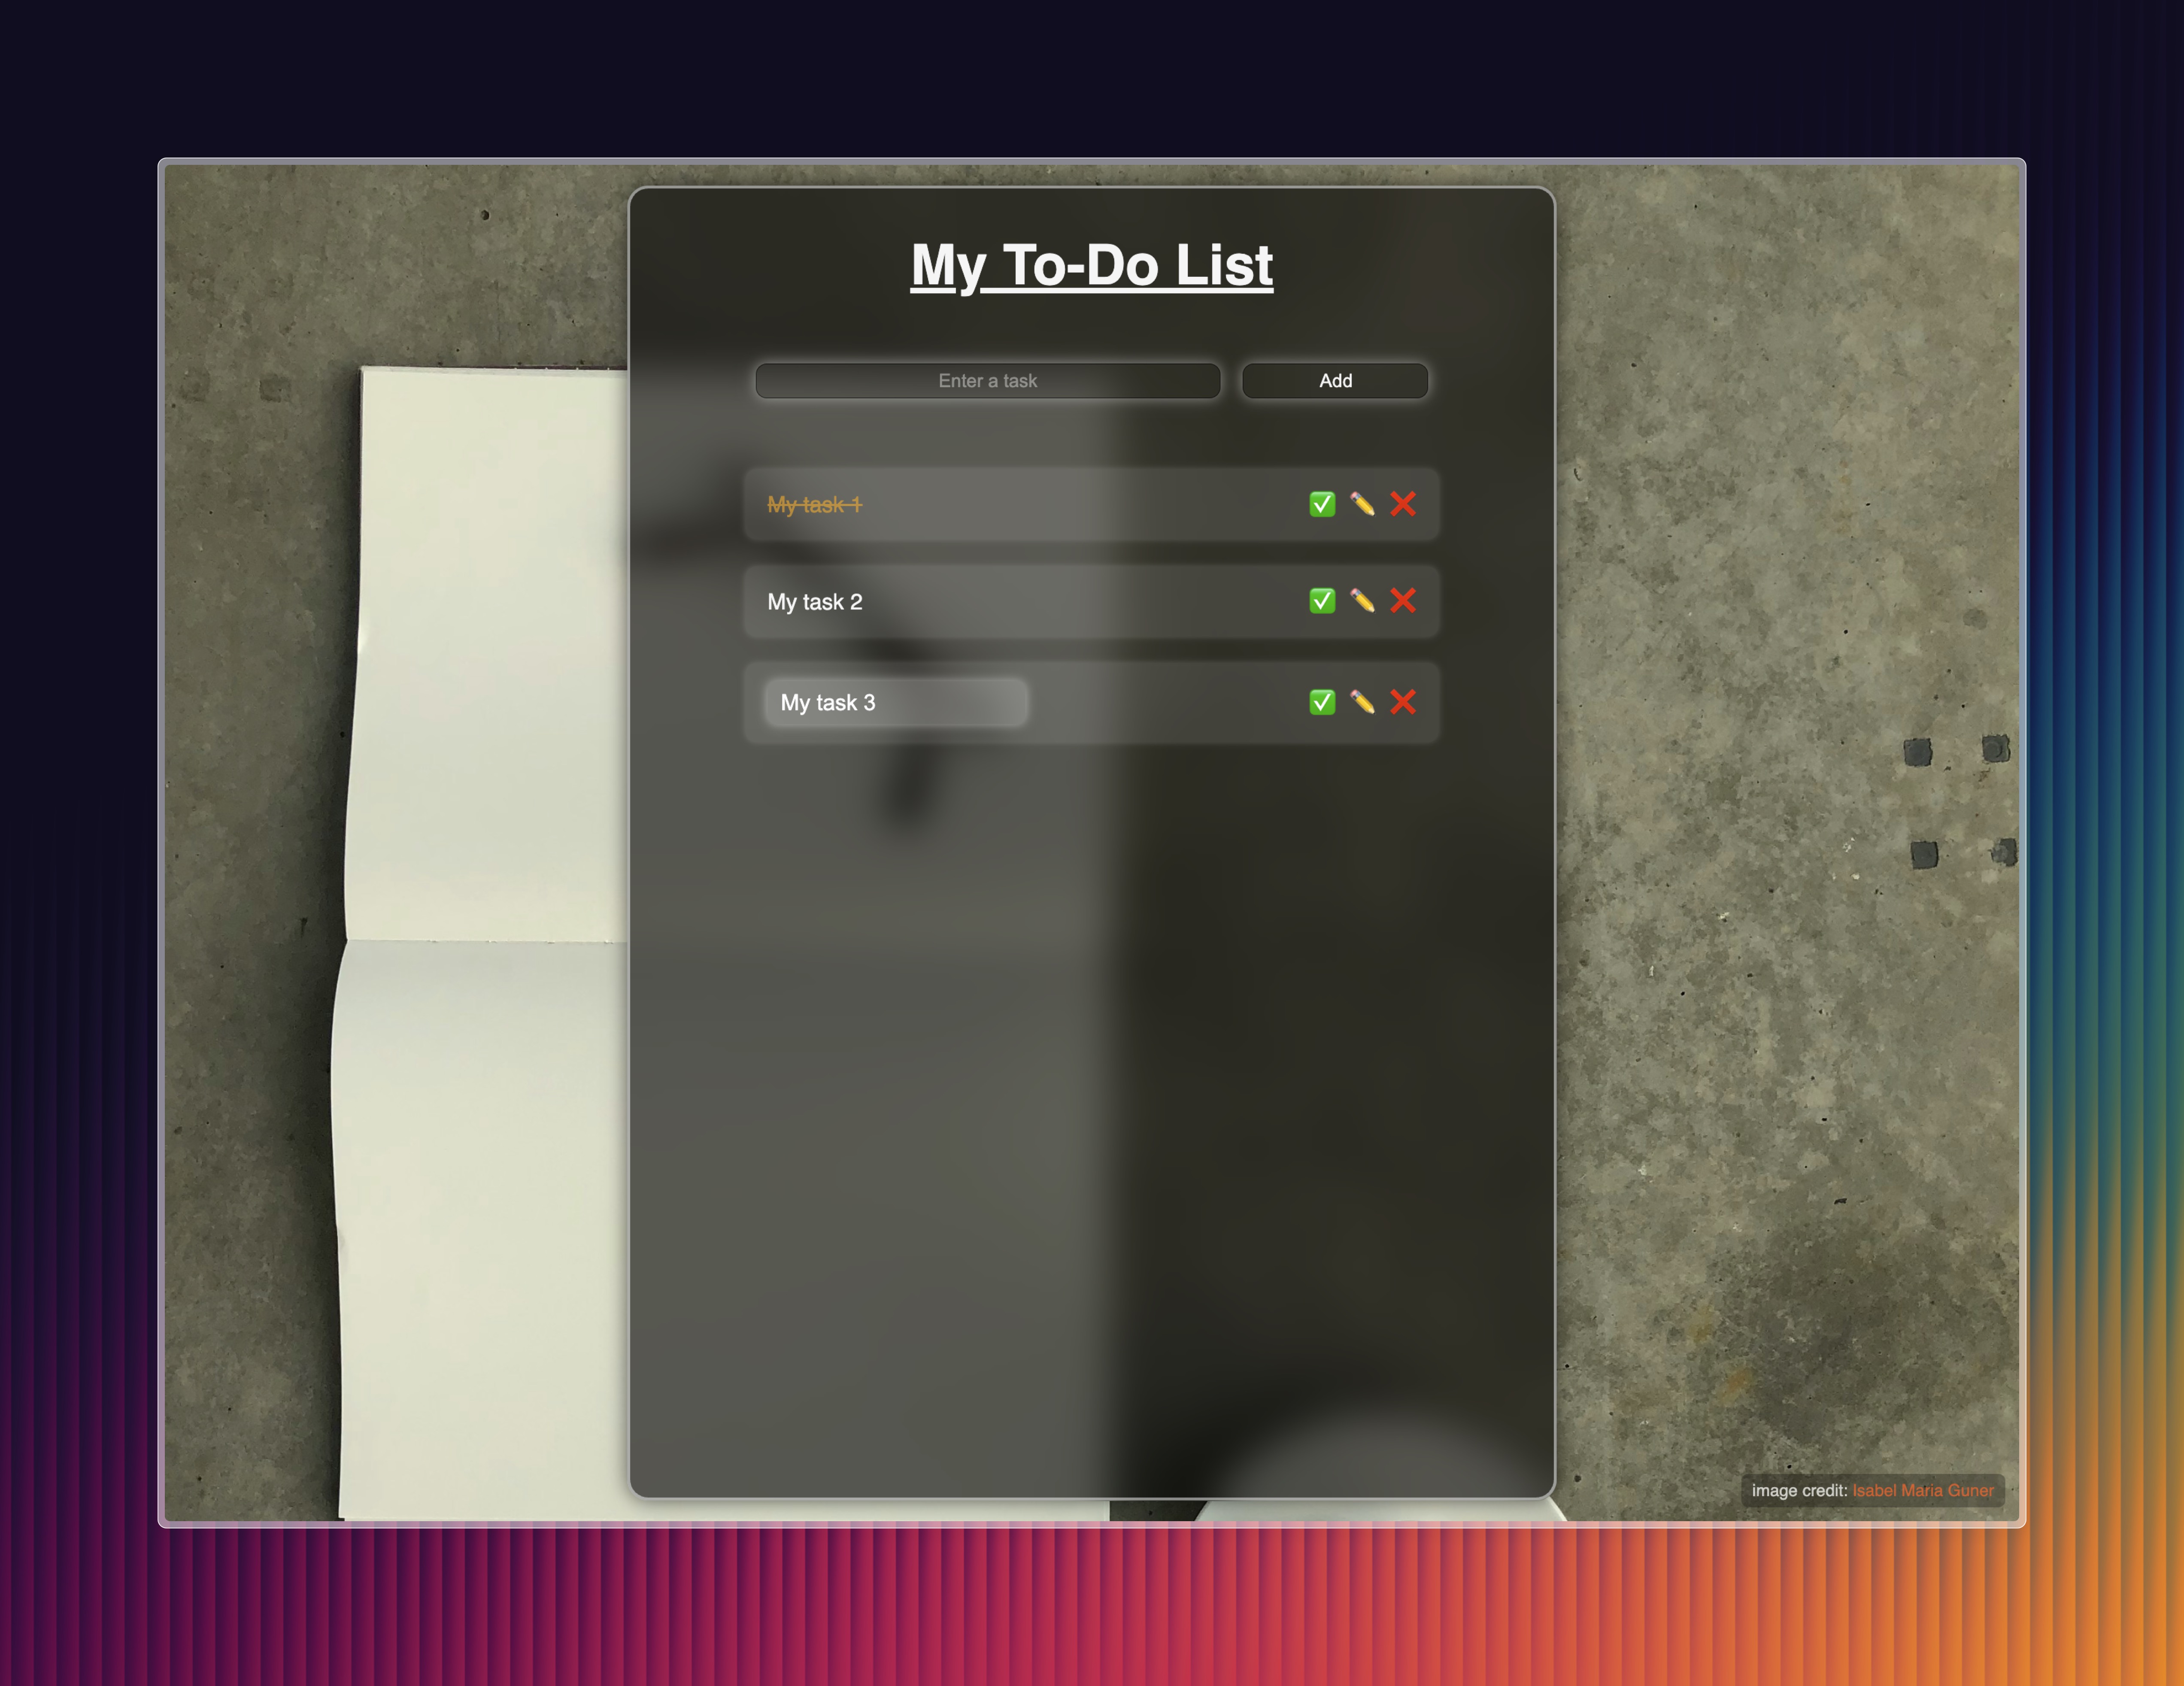 My To-Do List
Enter a task
Add
My task 1
My task 2
My task 3
image credit: Isabel Maria Guner